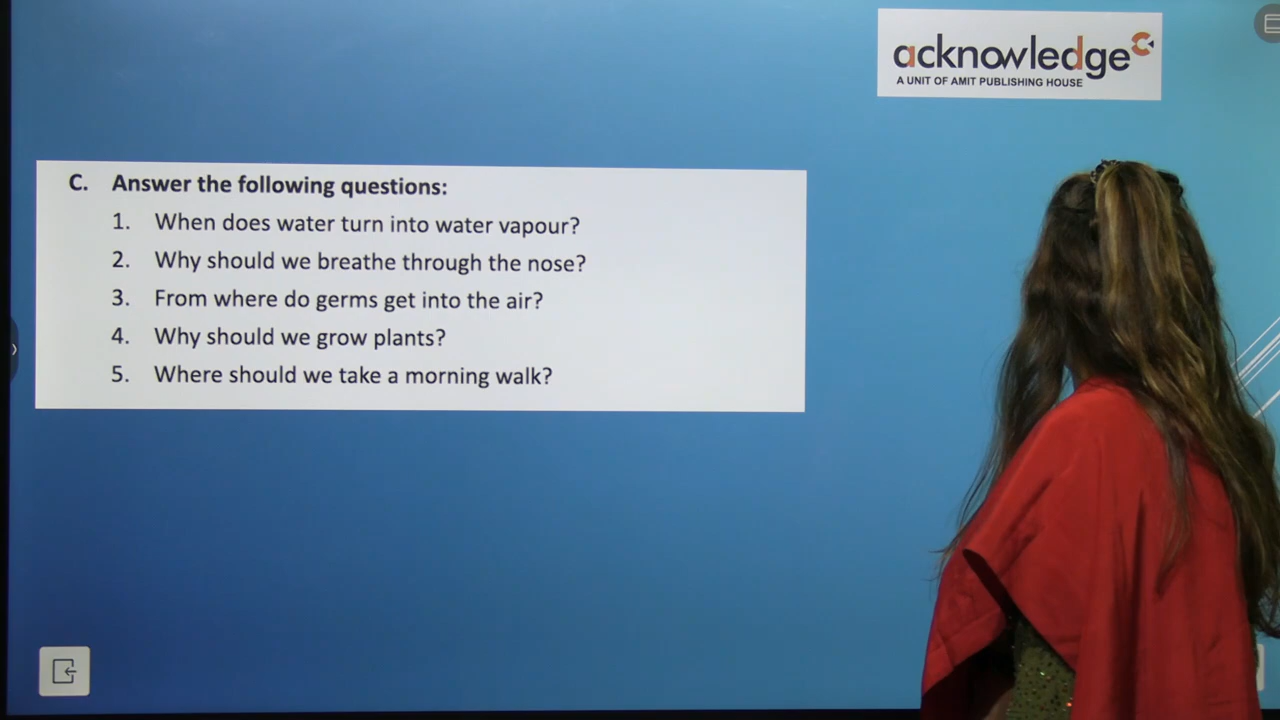 acknowledge
A UNIT OF AMIT PUBLISHING HOUSE
C. Answer the following questions:
1. When does water turn into water vapour?
2. Why should we breathe through the nose?
3. From where do germs get into the air?
4. Why should we grow plants?
5. Where should we take a morning walk?